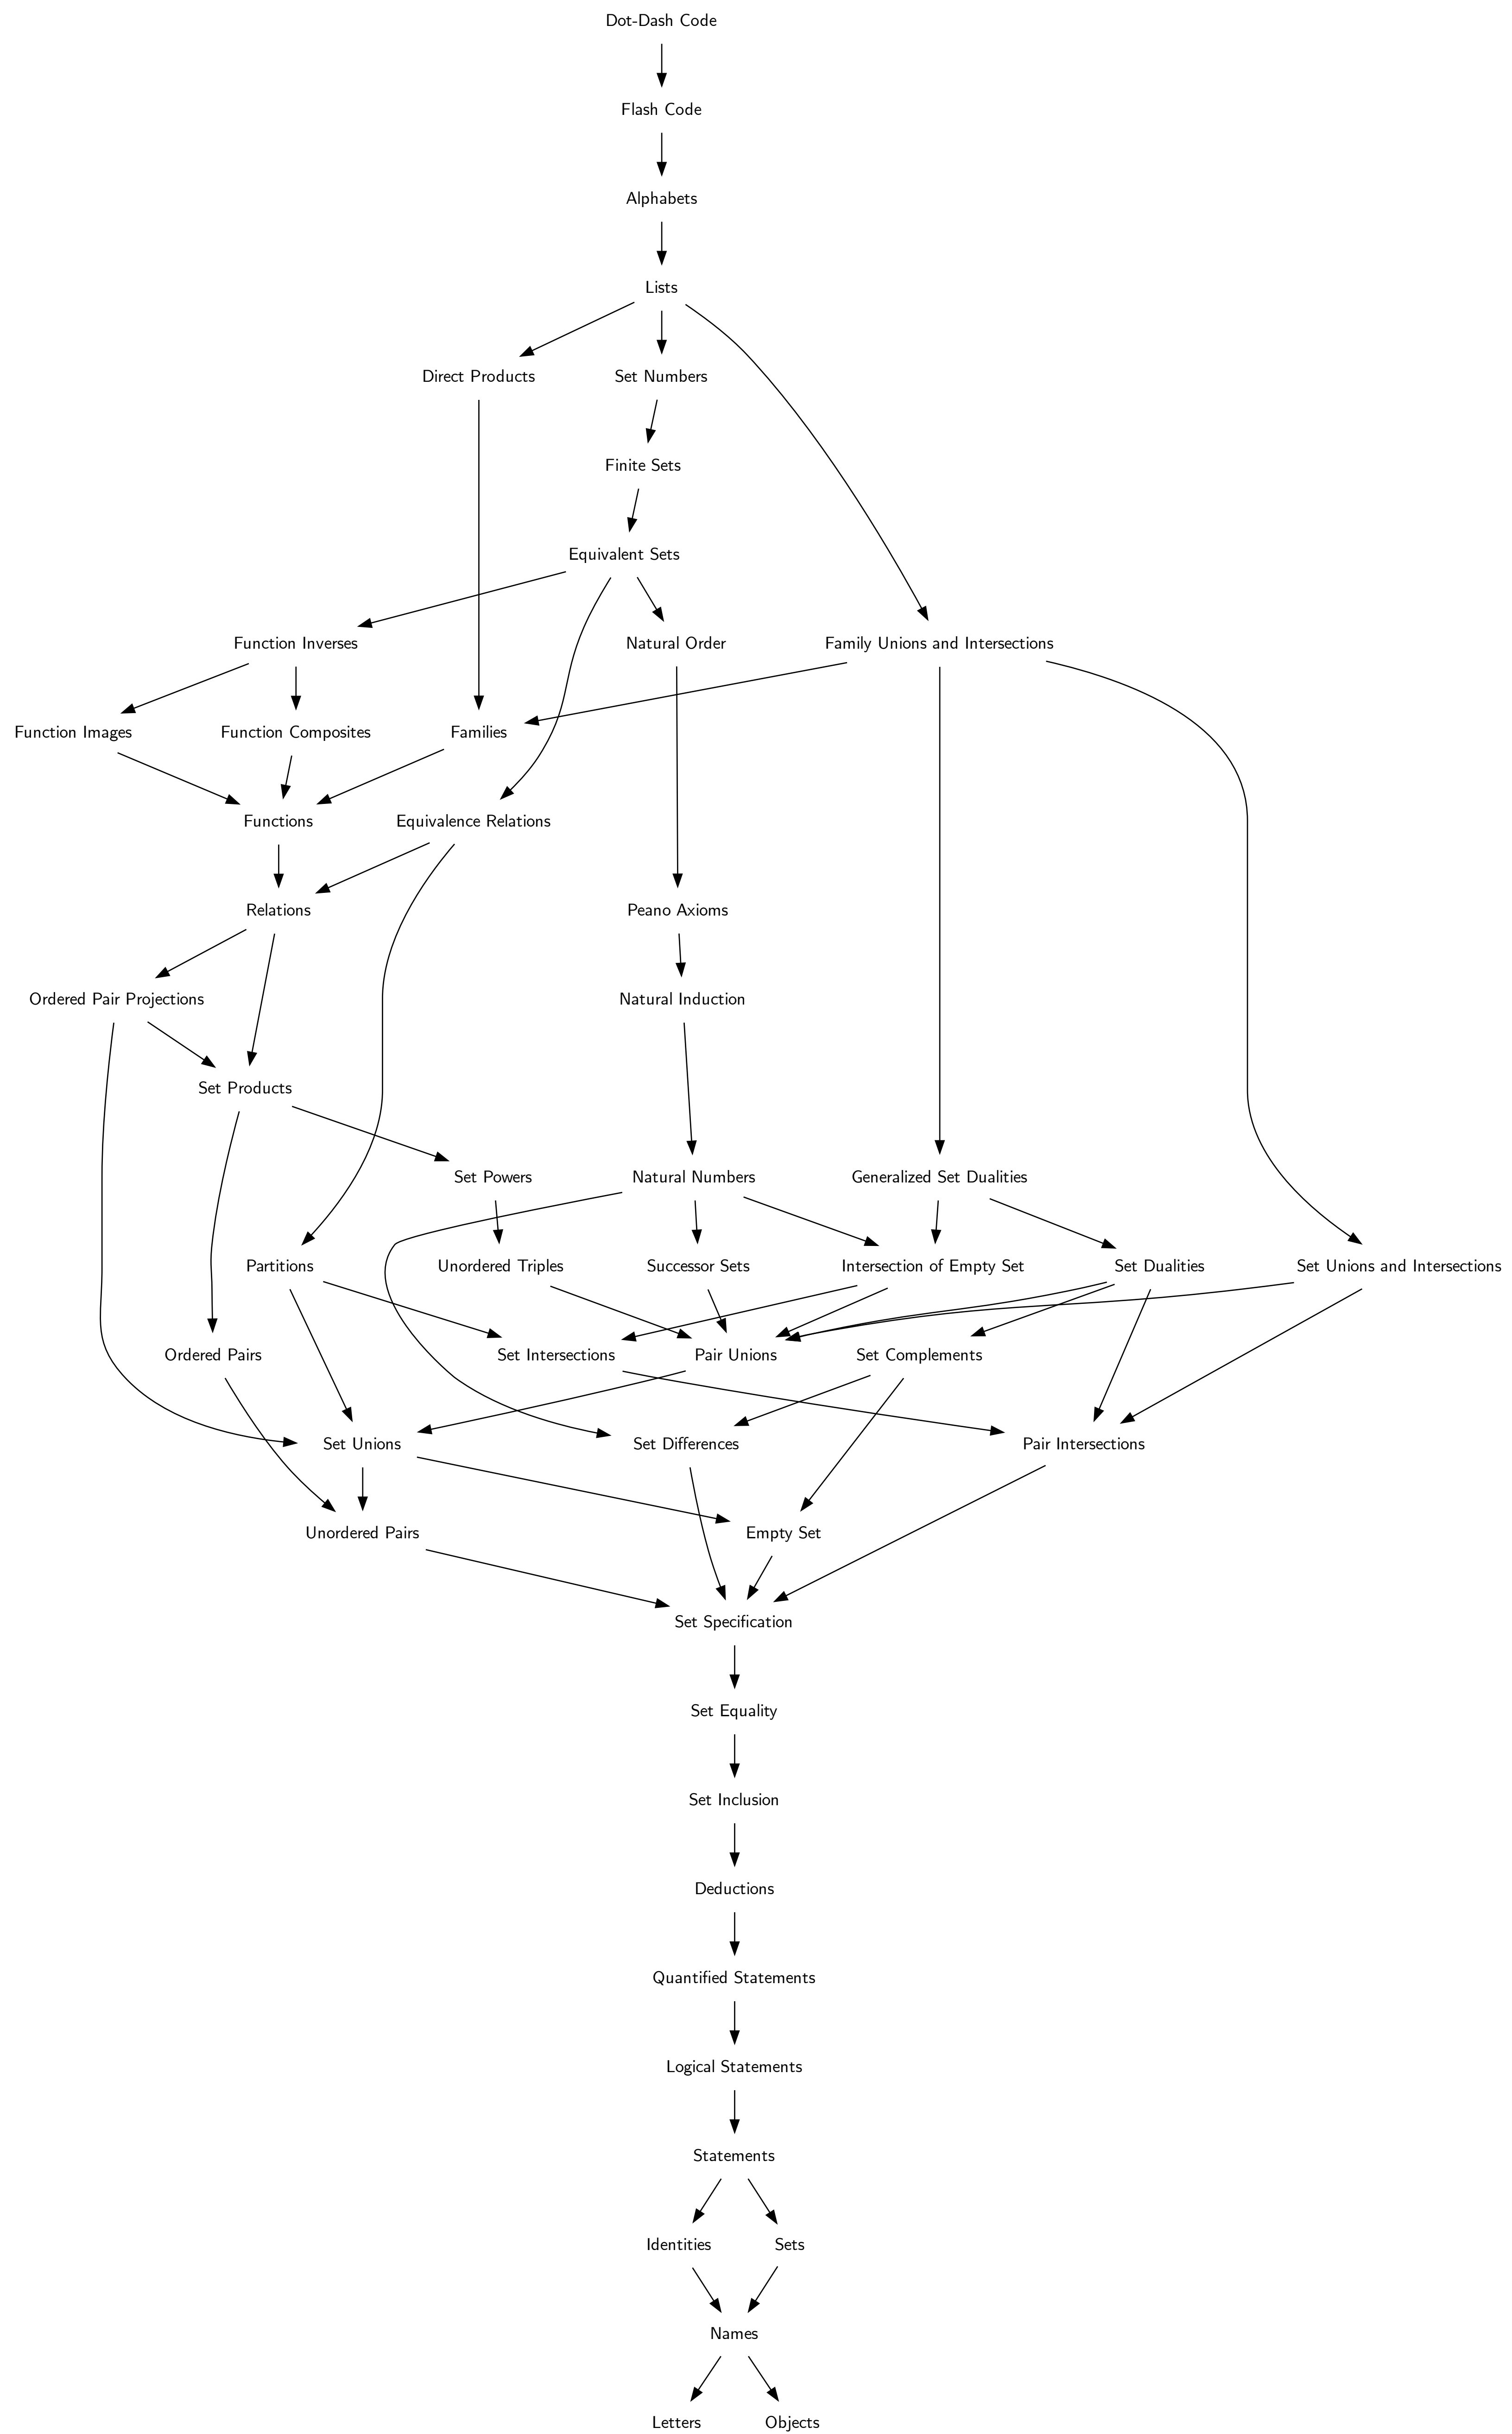 Dot-Dash Code
Flash Code
Alphabets
Lists
Direct Products
Set Numbers
Finite Sets
Equivalent Sets
Function Inverses
Natural Order
Family Unions and Intersections
Function Images
Function Composites
Families
Functions
Equivalence Relations
Relations
Peano Axioms
Ordered Pair Projections
Natural Induction
Set Products
Set Powers
Natural Numbers
Generalized Set Dualities
Partitions
Unordered Triples
Successor Sets
Intersection of Empty Set
Set Dualities
Set Unions and Intersections
Ordered Pairs
Set Intersections
Pair Unions
Set Complements
Set Unions
Set Differences
Pair Intersections
Unordered Pairs
Empty Set
Set Specification
Set Equality
Set Inclusion
Deductions
Quantified Statements
Logical Statements
Statements
Identities
Sets
Names
Letters
Objects